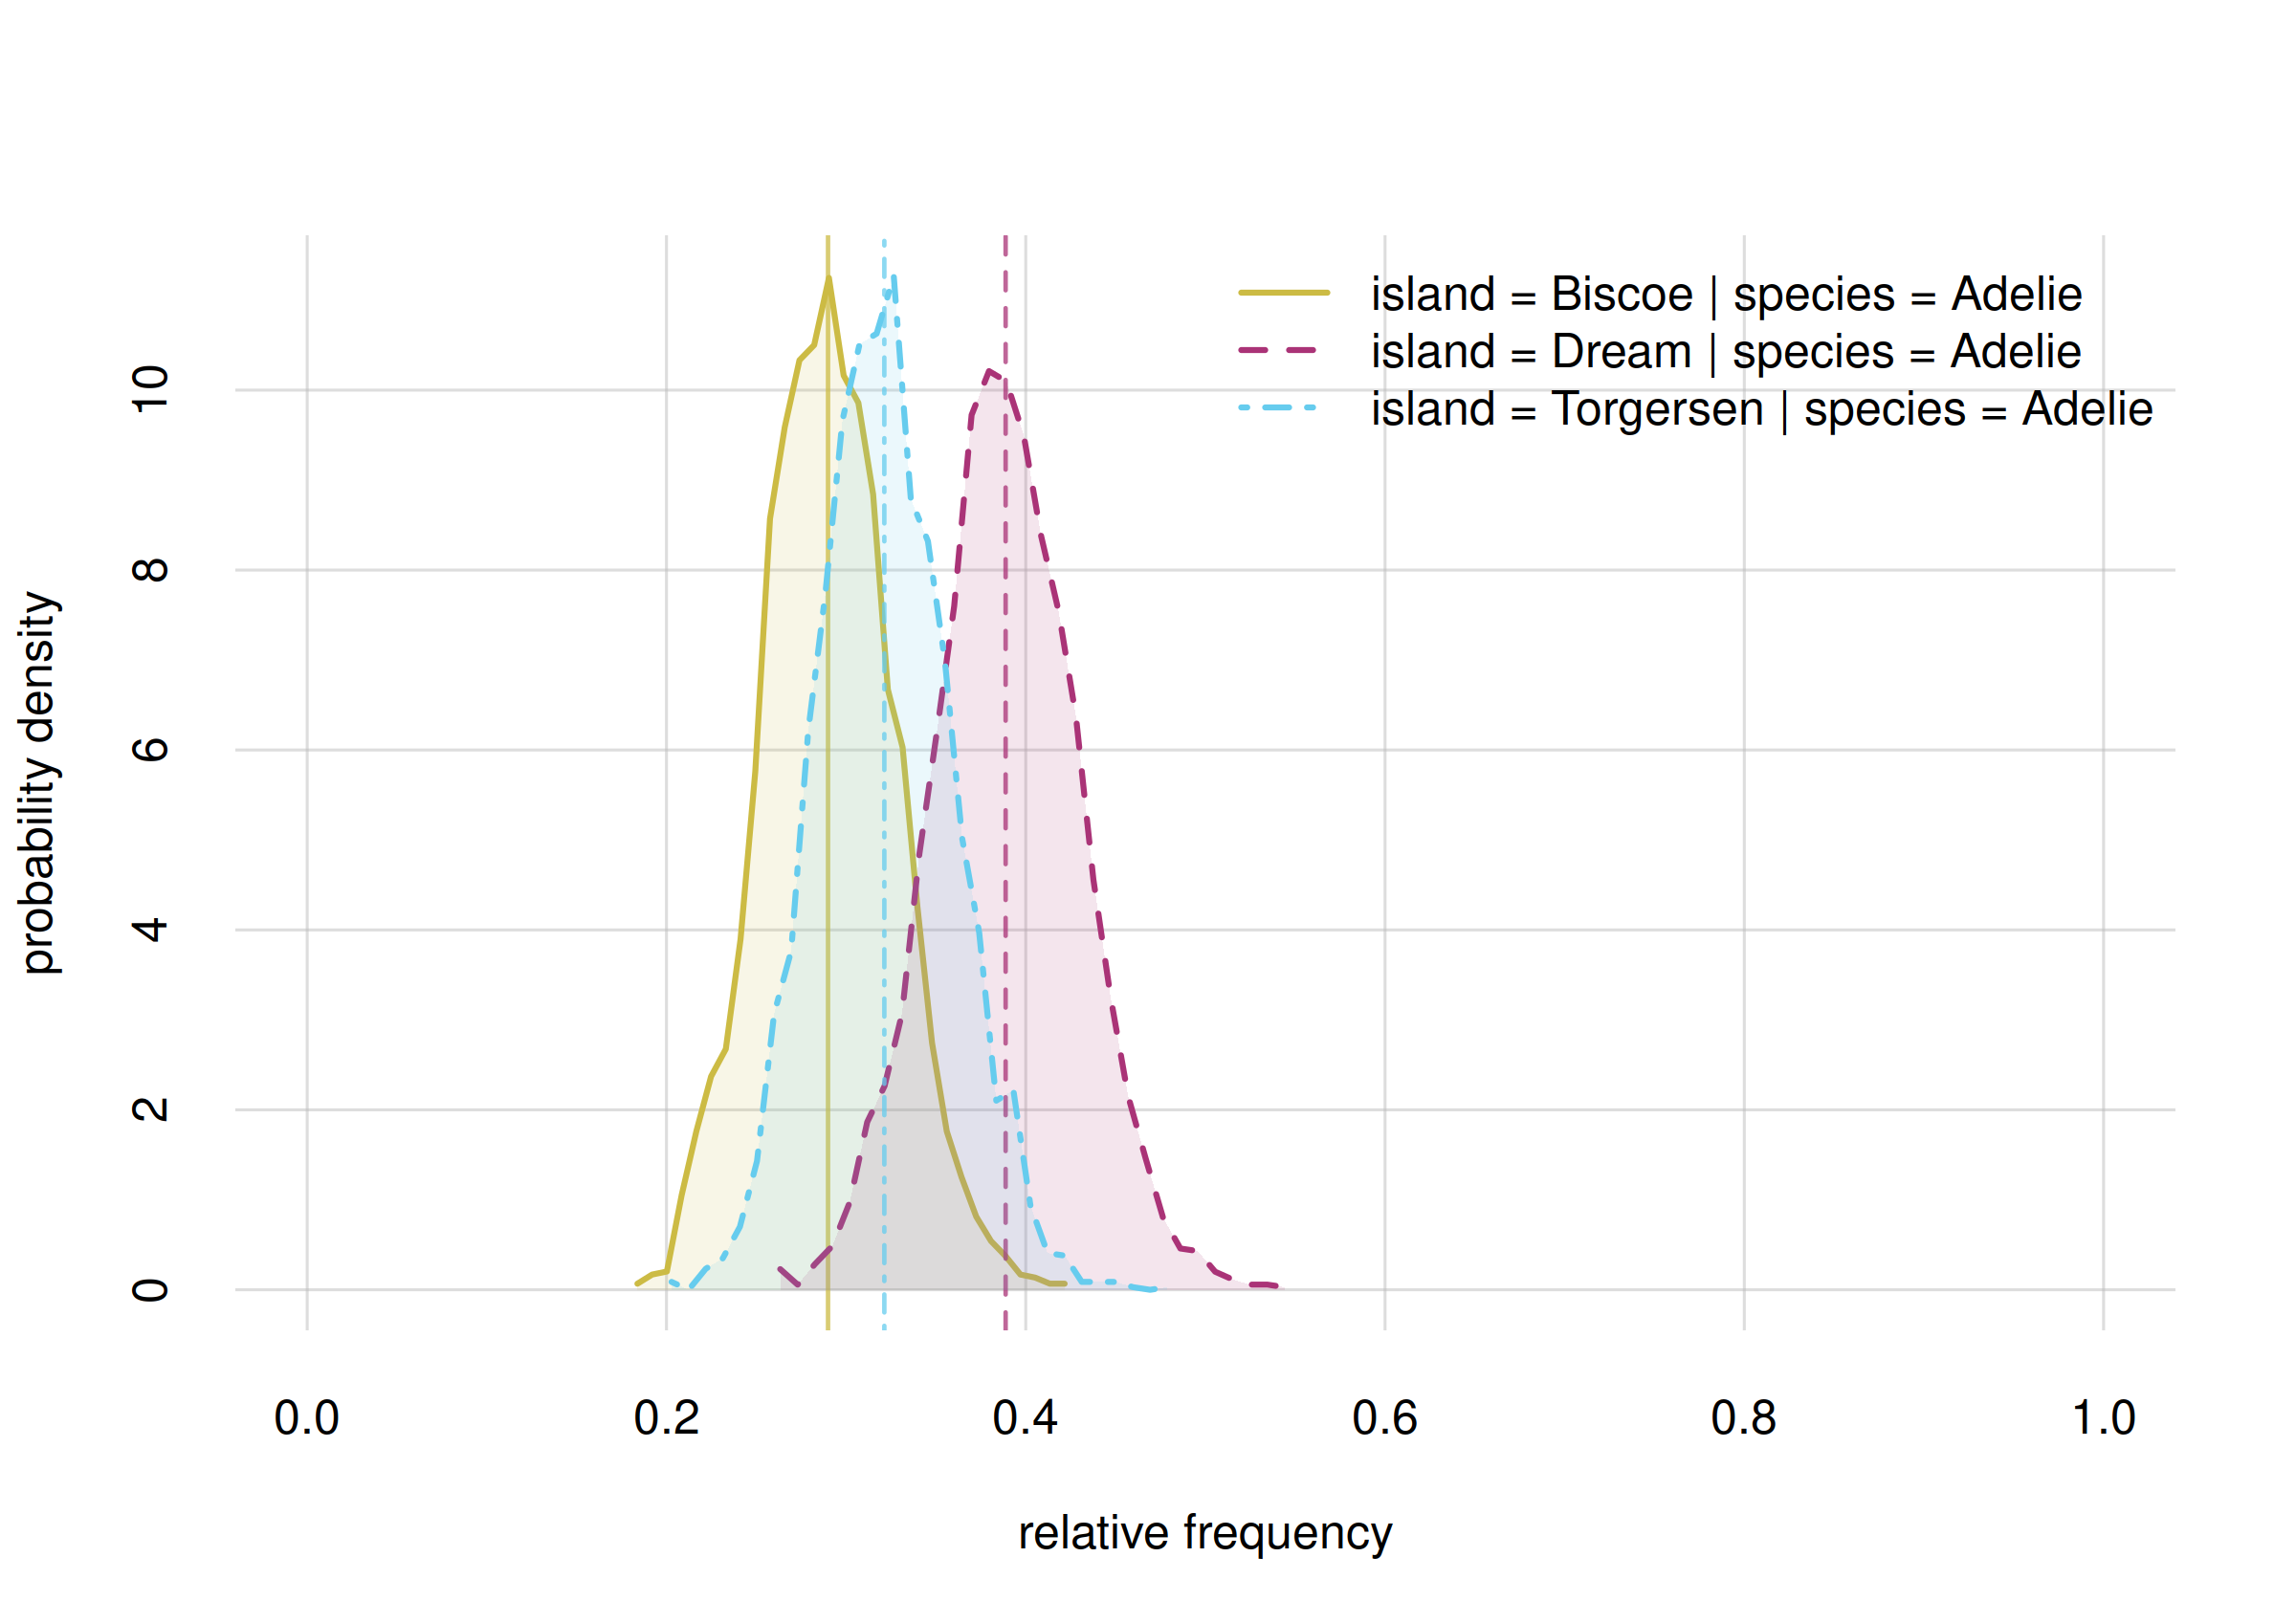 island = Biscoe | species = Adelie
island = Dream | species = Adelie
island = Torgersen | species = Adelie
probability density
10
8
6
4
2
0
0.0 0.2 0.4 0.6 0.8 1.0
relative frequency